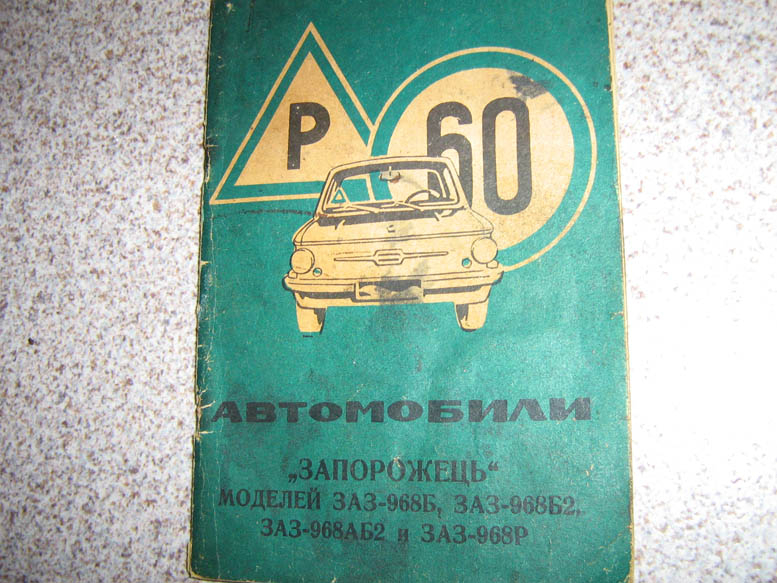 Р
60
АВТОМОБИЛИ
„ЗАПОРОЖЕЦЬ“
МОДЕЛЕЙ ЗАЗ-968Б, ЗАЗ-968Б2,
ЗАЗ-968АБ2 и ЗАЗ-968Р